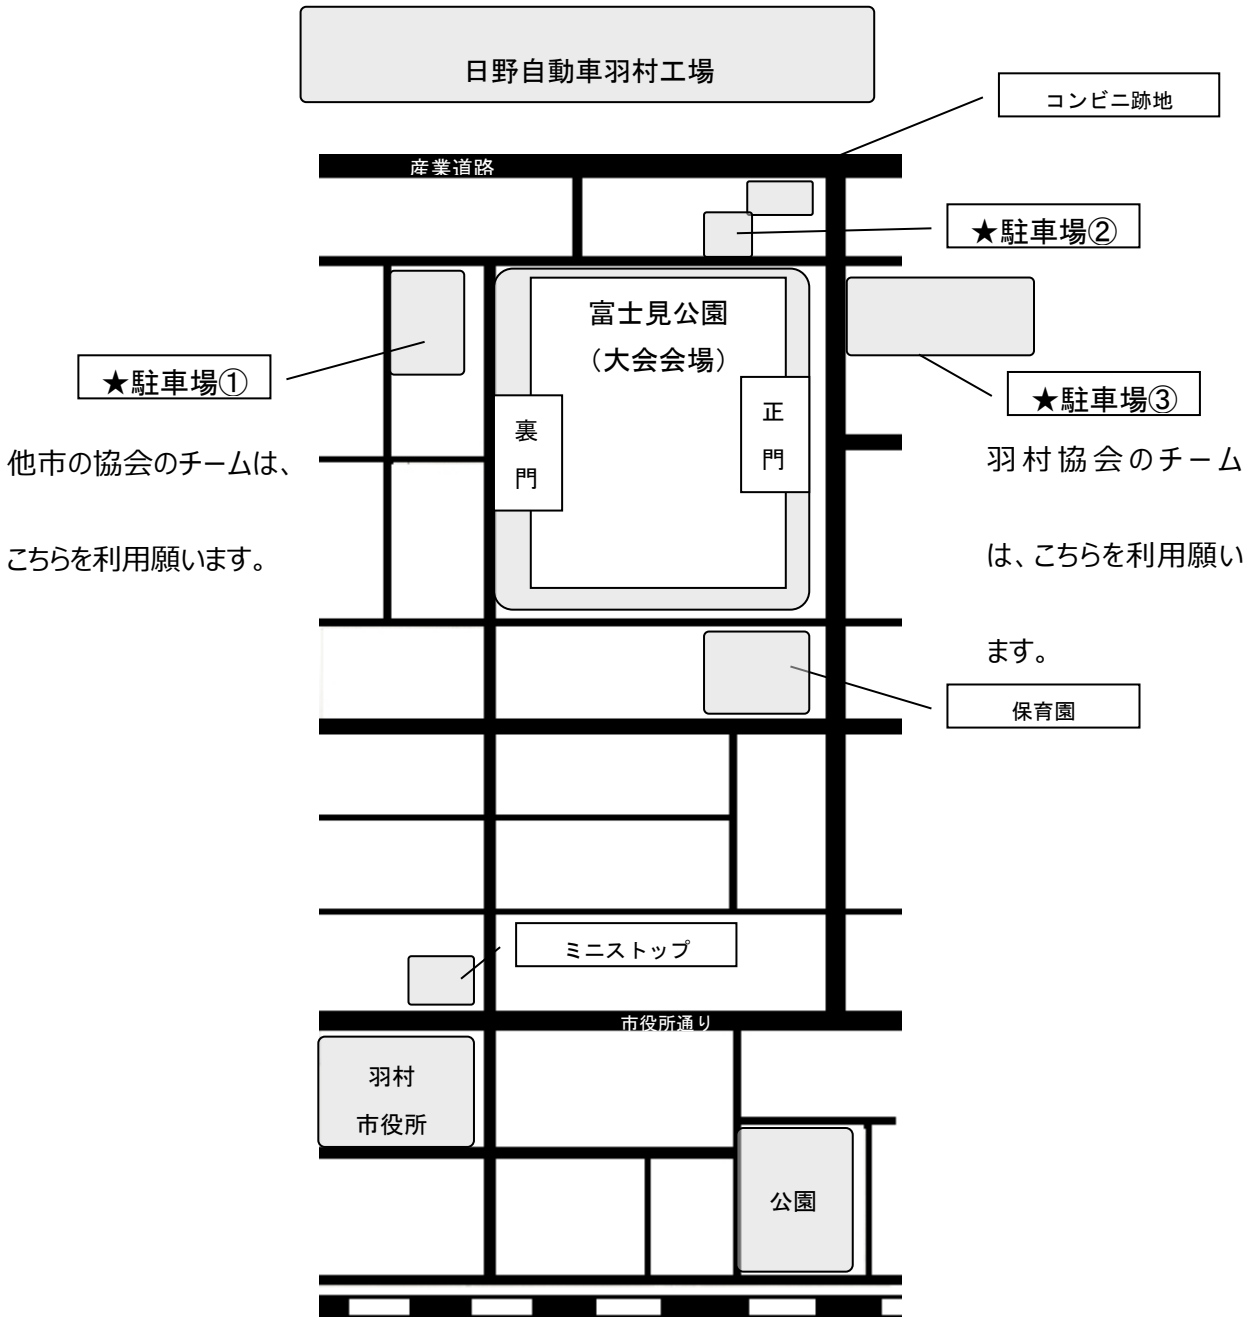 日野自動車羽村工場
コンビニ跡地
産業道路
★駐車場②
富士見公園
（大会会場）
★駐車場①
★駐車場③
裏
門
正
門
他市の協会のチームは、
こちらを利用願います。
羽村協会のチーム
は、こちらを利用願い
ます。
保育園
ミニストップ
市役所通り
羽村
市役所
公園